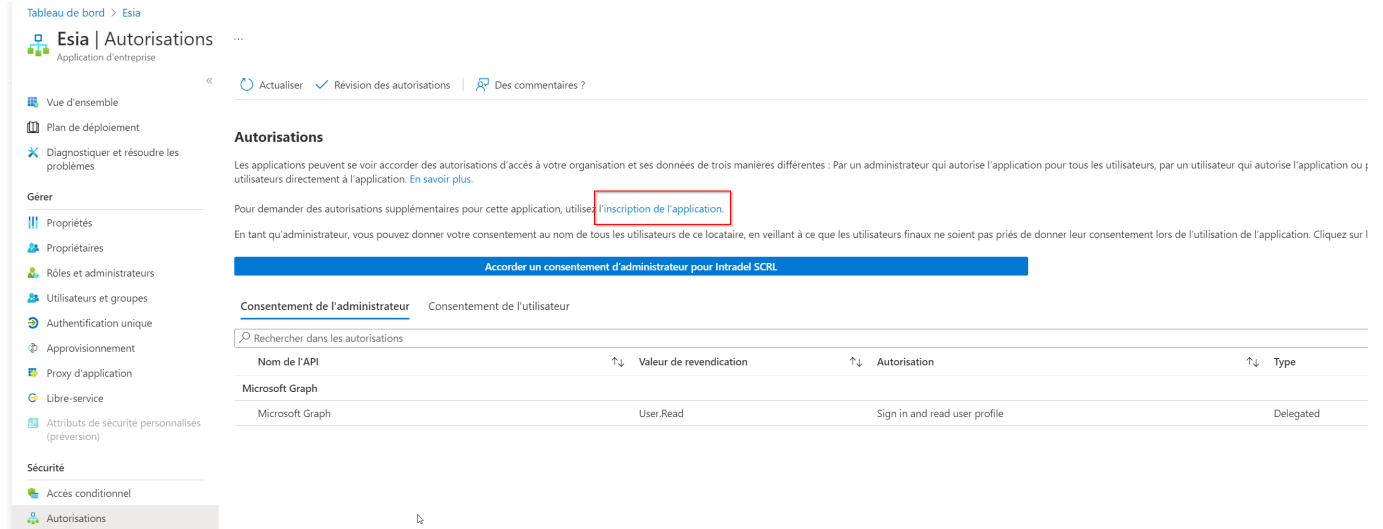 Tableau de bord > Esia
Esia | Autorisations ...
Application d'entreprise
«
Vue d'ensemble
Plan de déploiement
Diagnostiquer et résoudre les
problèmes
Gérer
Propriétés
Propriétaires
Rôles et administrateurs
Utilisateurs et groupes
Authentification unique
Approvisionnement
Proxy d'application
Libre-service
Attributs de sécurité personnalisés
(préversion)
Sécurité
Accès conditionnel
Autorisations
Actualiser Révision des autorisations Des commentaires ?
Autorisations
Les applications peuvent se voir accorder des autorisations d'accès à votre organisation et ses données de trois manières différentes : Par un administrateur qui autorise l'application pour tous les utilisateurs, par un utilisateur qui autorise l'application ou
utilisateurs directement à l'application. En savoir plus.
Pour demander des autorisations supplémentaires pour cette application, utilisez l'inscription de l'application.
En tant qu'administrateur, vous pouvez donner votre consentement au nom de tous les utilisateurs de ce locataire, en veillant à ce que les utilisateurs finaux ne soient pas priés de donner leur consentement lors de l'utilisation de l'application. Cliquez sur
Accorder un consentement d'administrateur pour Intradel SCRL
Consentement de l'administrateur Consentement de l'utilisateur
Rechercher dans les autorisations
Nom de l'API ↑↓ Valeur de revendication ↑↓ Autorisation ↑↓ Type
Microsoft Graph
Microsoft Graph User.Read Sign in and read user profile Delegated